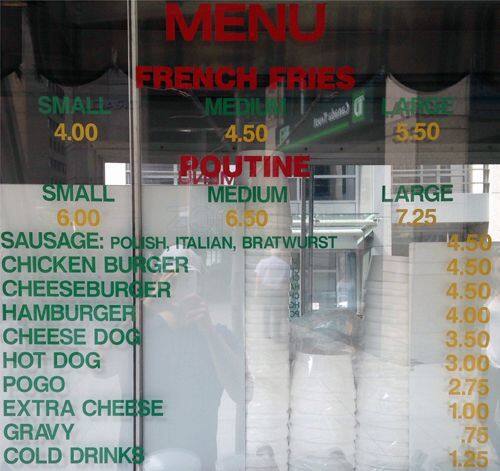 MENU
FRENCH FRIES
SMALL MEDIUM LARGE
4.00 4.50 5.50
Canada Trust
POUTINE
MENU
SMALL MEDIUM LARGE
6.00 6.50 7.25
SAUSAGE: POLISH, ITALIAN, BRATWURST 4.50
CHICKEN BURGER 4.50
CHEESEBURGER 4.50
HAMBURGER 4.00
CHEESE DOG 3.50
HOT DOG 3.00
POGO 2.75
EXTRA CHEESE 1.00
GRAVY .75
COLD DRINKS 1.25